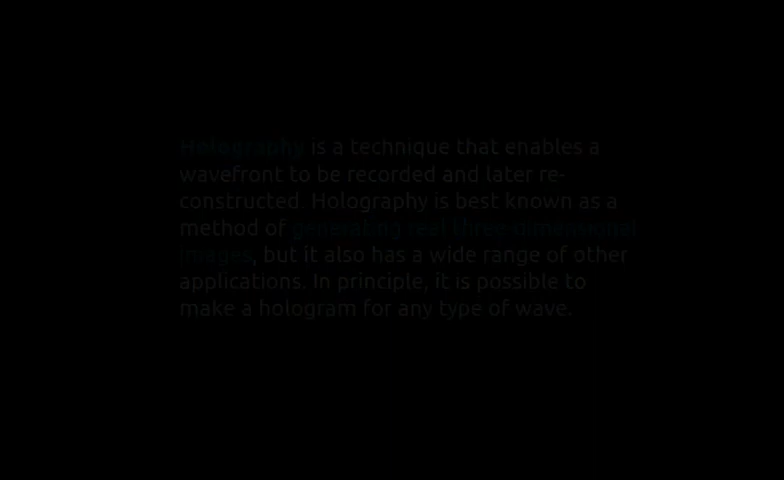 Holography is a technique that enables a
wavefront to be recorded and later re-
constructed. Holography is best known as a
method of generating real three-dimensional
images, but it also has a wide range of other
applications. In principle, it is possible to
make a hologram for any type of wave.